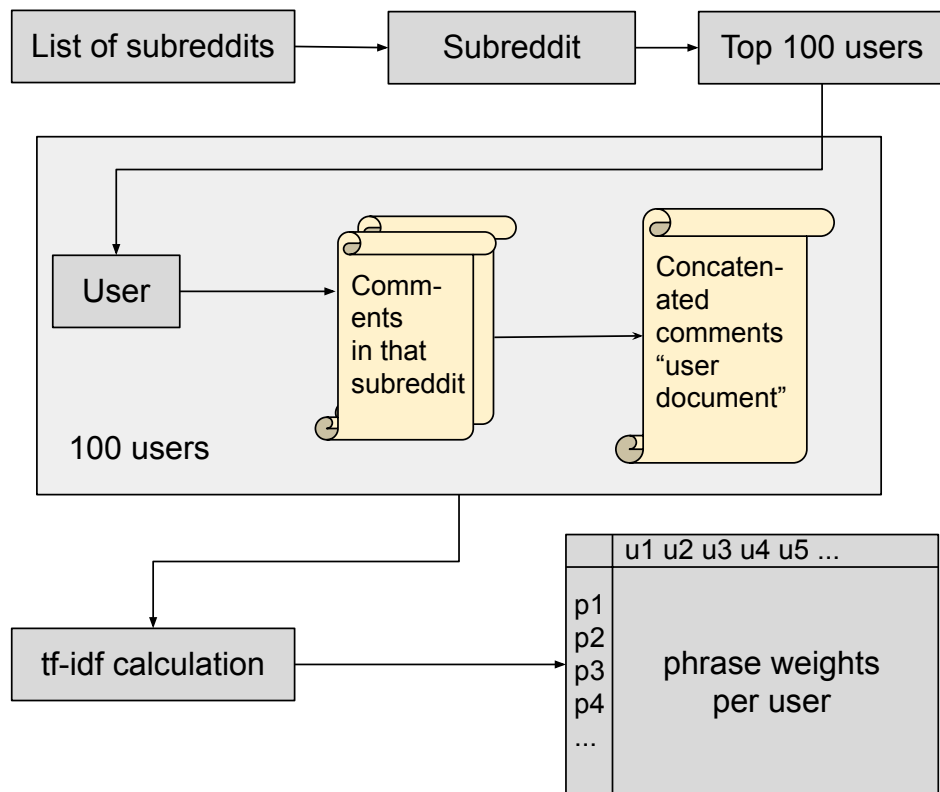 List of subreddits
Subreddit
Top 100 users
User
Comm-
ents
in that
subreddit
Concaten-
ated
comments
“user
document”
100 users
tf-idf calculation
u1 u2 u3 u4 u5 ...
p1
p2
p3
p4
...
phrase weights
per user